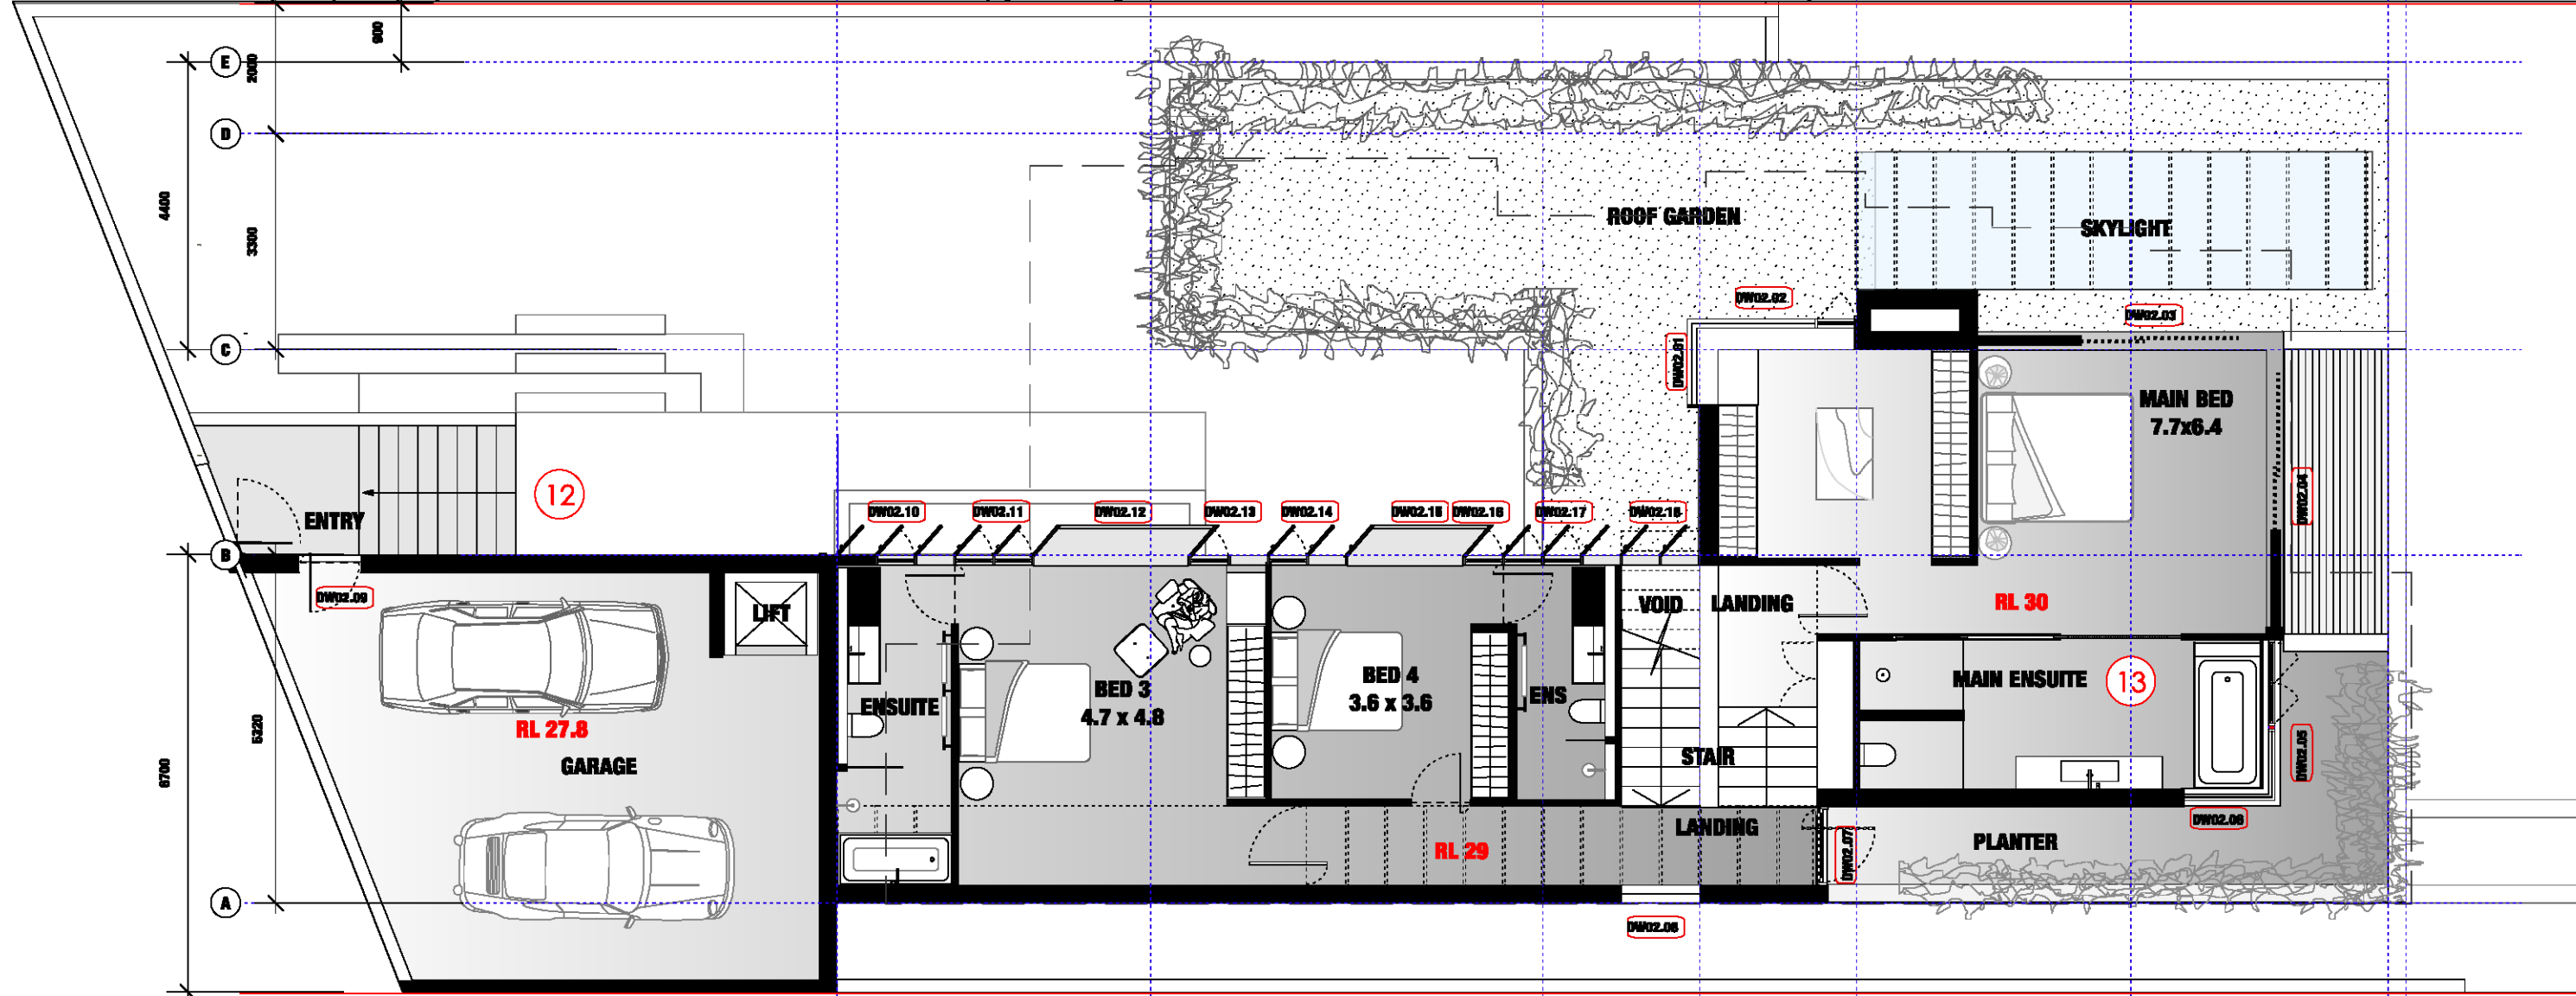 900
E
2000
D
4400
3300
ROOF GARDEN
SKYLIGHT
DW02.02
DW02.03
C
DW02.01
MAIN BED
7.7x6.4
12
DW02.04
ENTRY
DW02.10
DW02.11
DW02.12
DW02.13
DW02.14
DW02.15
DW02.16
DW02.17
DW02.18
B
DW02.09
LIFT
VOID
LANDING
RL 30
BED 3
4.7 x 4.8
BED 4
3.6 x 3.6
ENSUITE
ENS
MAIN ENSUITE
13
RL 27.8
GARAGE
5320
6700
STAIR
DW02.05
LANDING
RL 29
DW02.07
PLANTER
DW02.06
A
DW02.08